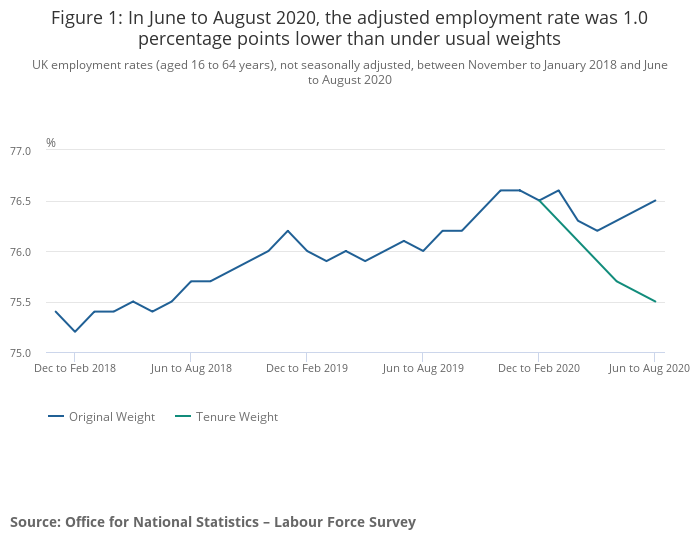 Figure 1: In June to August 2020, the adjusted employment rate was 1.0
percentage points lower than under usual weights
UK employment rates (aged 16 to 64 years), not seasonally adjusted, between November to January 2018 and June
to August 2020
%
77.0
76.5
76.0
75.5
75.0
Dec to Feb 2018 Jun to Aug 2018 Dec to Feb 2019 Jun to Aug 2019 Dec to Feb 2020 Jun to Aug 2020
Original Weight Tenure Weight
Source: Office for National Statistics – Labour Force Survey